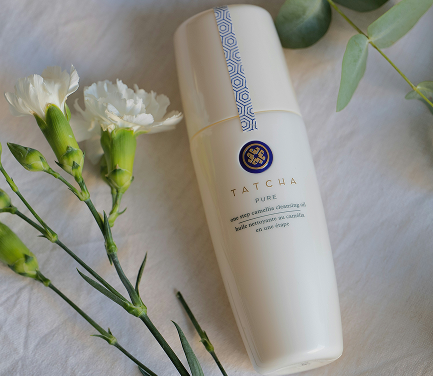 TATCHA
PURE
one step camellia cleansing oil
huile nettoyante au camélia
en une étape